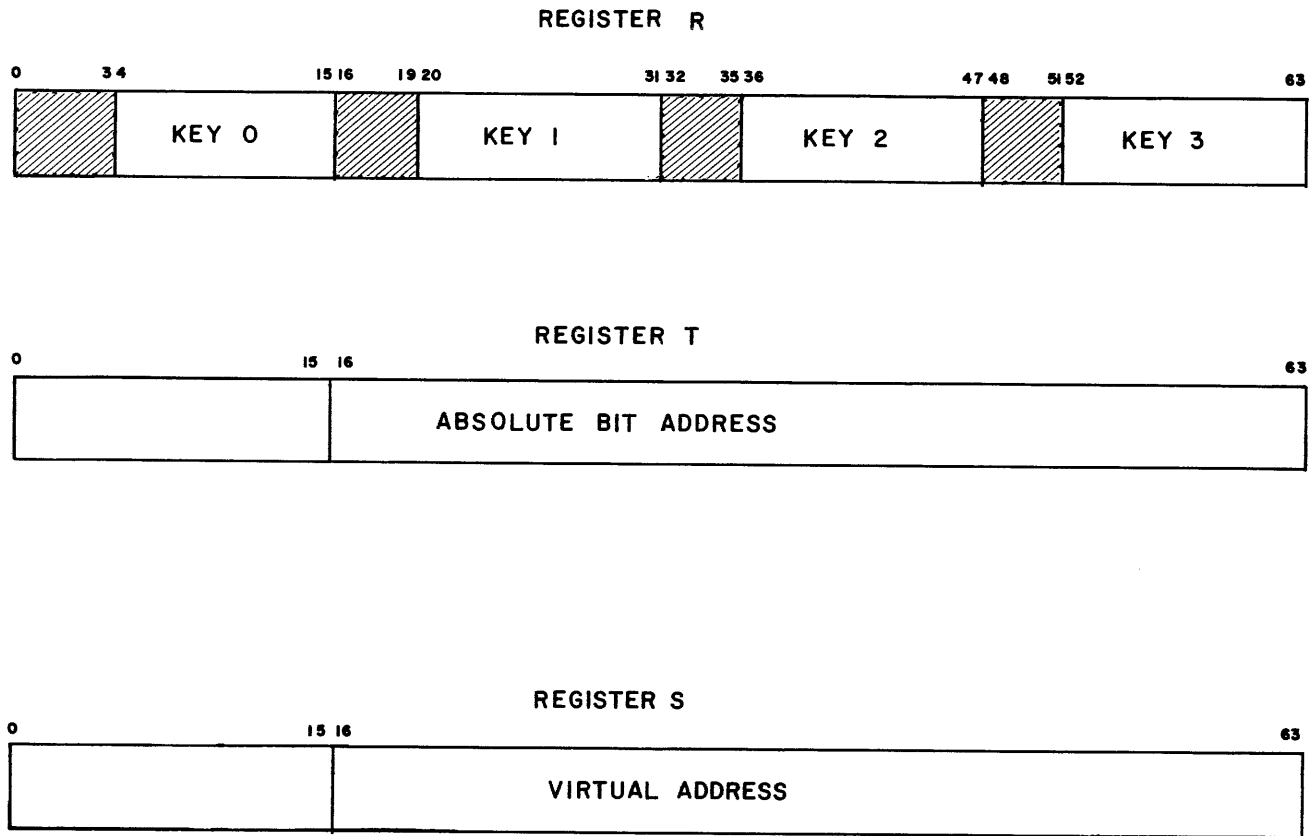 REGISTER R
0 3 4 15 16 19 20 31 32 35 36 47 48 51 52 63
KEY 0 KEY 1 KEY 2 KEY 3
REGISTER T
0 15 16 63
ABSOLUTE BIT ADDRESS
REGISTER S
0 15 16 63
VIRTUAL ADDRESS